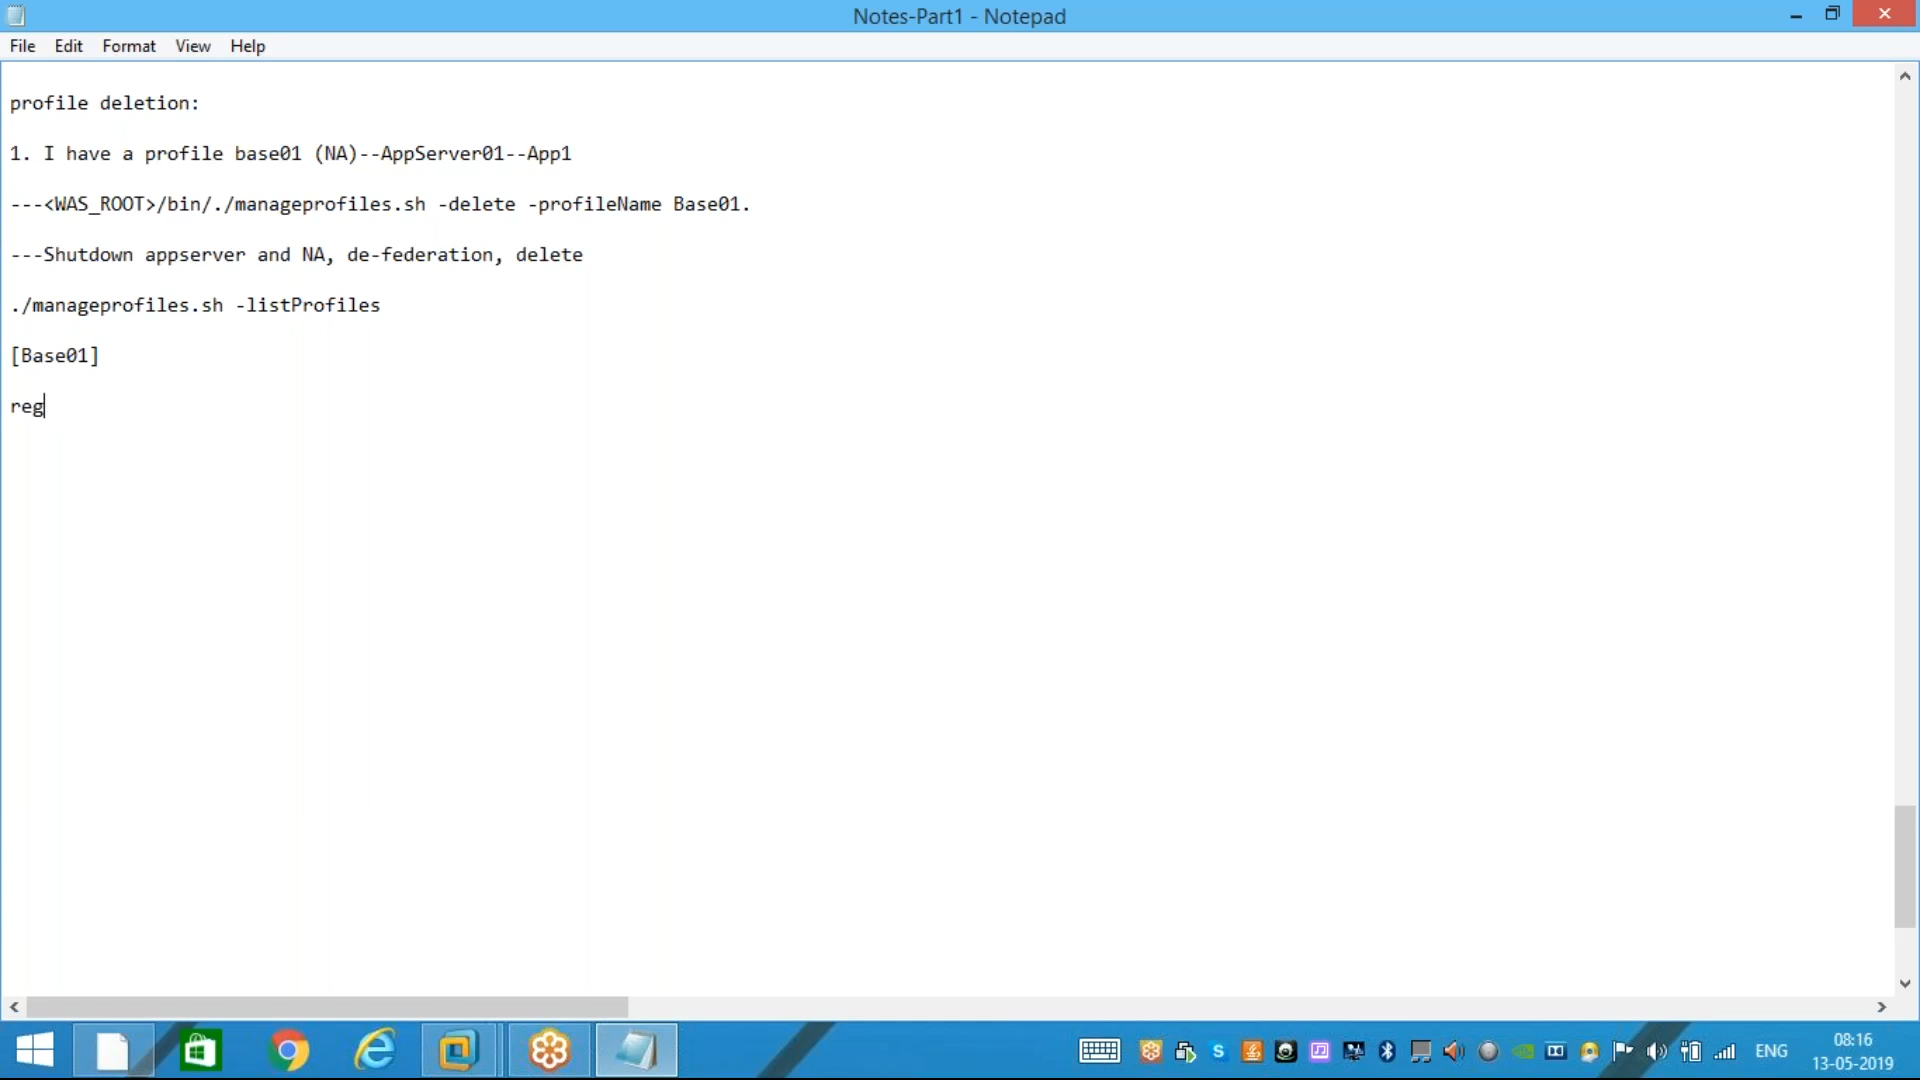 Notes-Part1 - Notepad
File Edit Format View Help
profile deletion:
1. I have a profile base01 (NA)--AppServer01--App1
---<WAS_ROOT>/bin/./manageprofiles.sh -delete -profileName Base01.
---Shutdown appserver and NA, de-federation, delete
./manageprofiles.sh -listProfiles
[Base01]
reg
ENG
08:16
13-05-2019